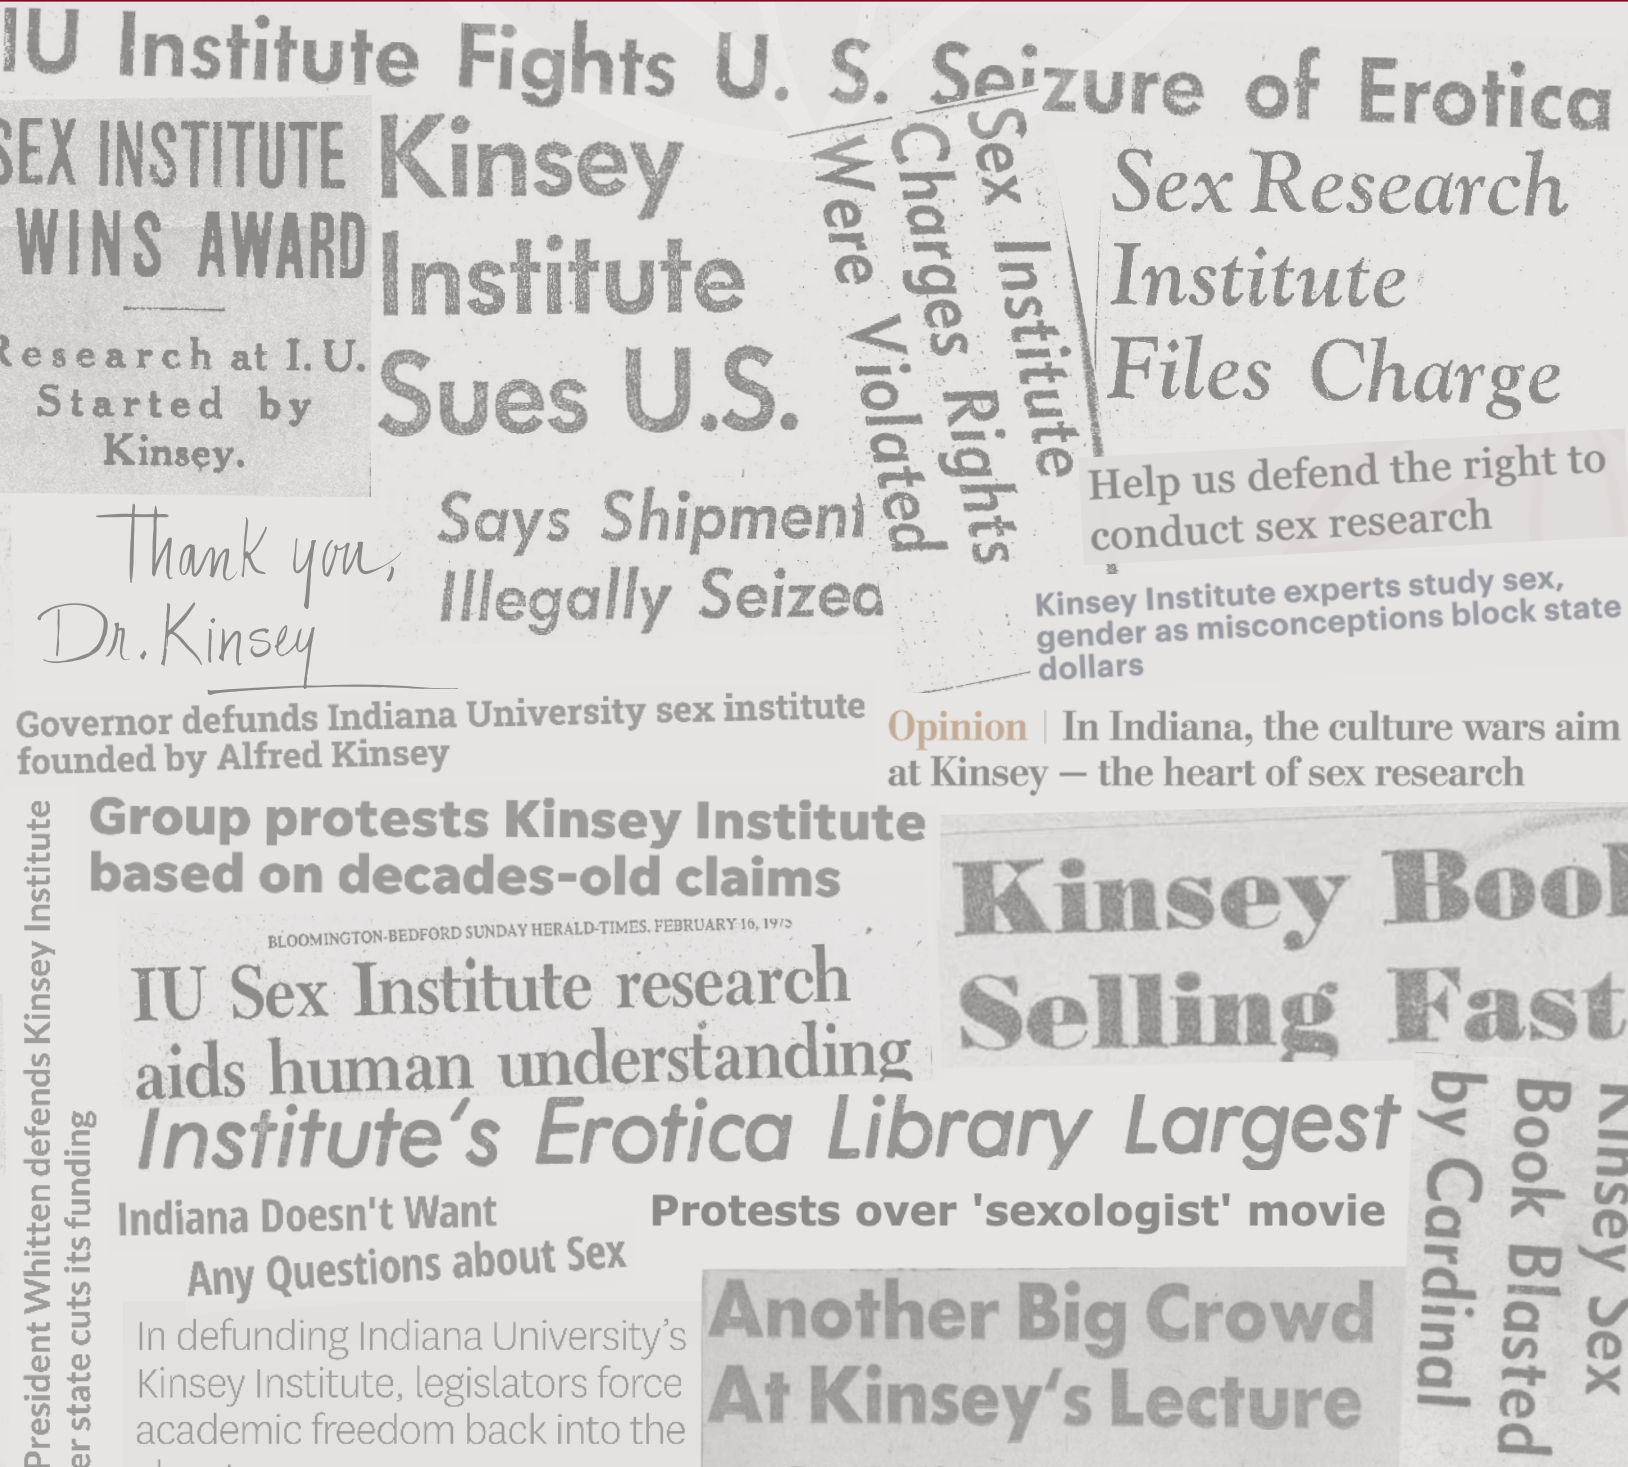 IU Institute Fights U. S. Seizure of Erotica
SEX INSTITUTE
WINS AWARD
Research at I. U.
Started by
Kinsey.
Kinsey
Institute
Sues U.S.
Says Shipment
Illegally Seized
Sex Institute
Charges Rights
Were Violated
Sex Research
Institute
Files Charge
Help us defend the right to
conduct sex research
Thank you,
Dr. Kinsey
Kinsey Institute experts study sex,
gender as misconceptions block state
dollars
Governor defunds Indiana University sex institute
founded by Alfred Kinsey
Opinion | In Indiana, the culture wars aim
at Kinsey — the heart of sex research
President Whitten defends Kinsey Institute
er state cuts its funding
Group protests Kinsey Institute
based on decades-old claims
Kinsey Book
Selling Fast
BLOOMINGTON-BEDFORD SUNDAY HERALD-TIMES, FEBRUARY 16, 1975
IU Sex Institute research
aids human understanding
Institute's Erotica Library Largest
Kinsey Sex
Book Blasted
by Cardinal
Indiana Doesn't Want
Any Questions about Sex
Protests over 'sexologist' movie
In defunding Indiana University’s
Kinsey Institute, legislators force
academic freedom back into the
Another Big Crowd
At Kinsey's Lecture